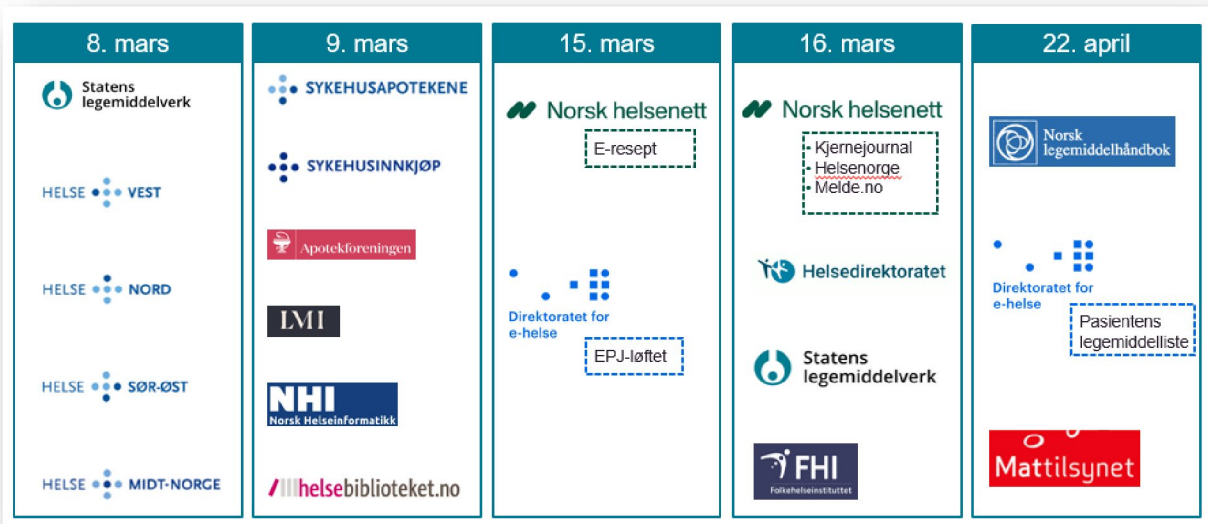 8. mars
Statens
legemiddelverk
HELSE VEST
HELSE NORD
HELSE SØR-ØST
HELSE MIDT-NORGE
9. mars
SYKEHUSAPOTEKENE
SYKEHUSINNKJØP
Apotekforeningen
LMI
NHI
Norsk Helseinformatikk
helsebiblioteket.no
15. mars
Norsk helsenett
E-resept
Direktoratet for
e-helse
EPJ-løftet
16. mars
Norsk helsenett
• Kjernejournal
• Helsenorge
• Melde.no
Helsedirektoratet
Statens
legemiddelverk
FHI
Folkehelseinstituttet
22. april
Norsk
legemiddelhåndbok
Direktoratet for
e-helse
Pasientens
legemiddelliste
Mattilsynet